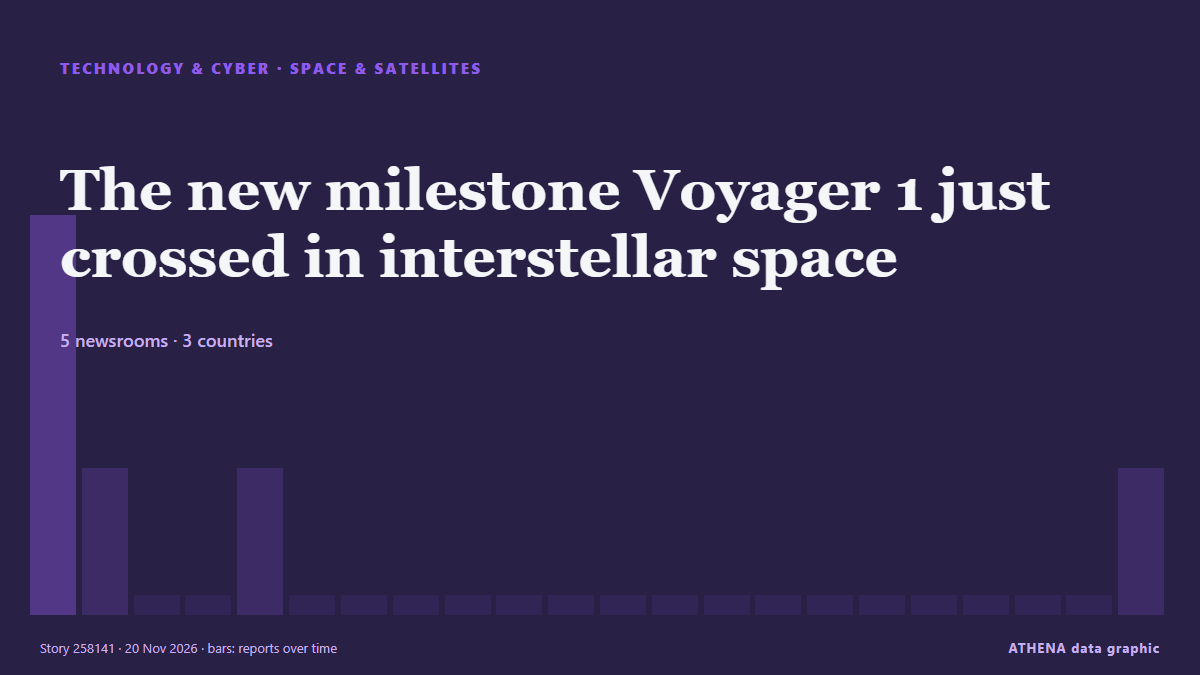 TECHNOLOGY & CYBER · SPACE & SATELLITES
The new milestone Voyager 1 just
crossed in interstellar space
5 newsrooms · 3 countries
Story 258141 · 20 Nov 2026 · bars: reports over time
ATHENA data graphic